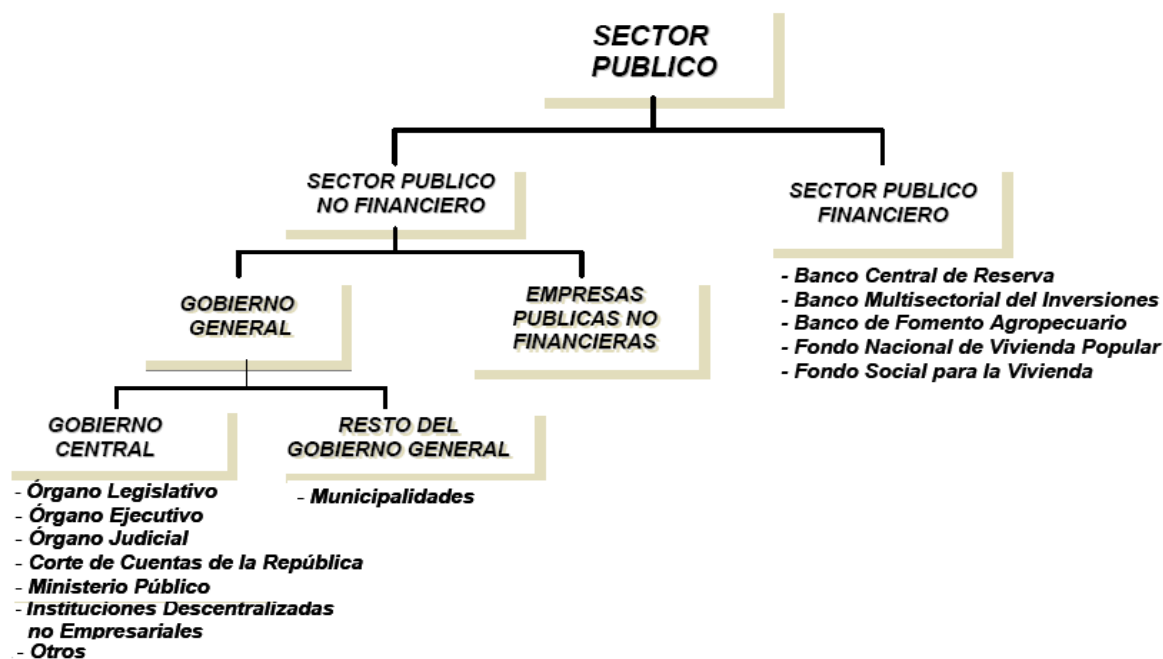 SECTOR
PUBLICO
SECTOR PUBLICO
NO FINANCIERO
SECTOR PUBLICO
FINANCIERO
- Banco Central de Reserva
- Banco Multisectorial del Inversiones
- Banco de Fomento Agropecuario
- Fondo Nacional de Vivienda Popular
- Fondo Social para la Vivienda
GOBIERNO
GENERAL
EMPRESAS
PUBLICAS NO
FINANCIERAS
GOBIERNO
CENTRAL
- Órgano Legislativo
- Órgano Ejecutivo
- Órgano Judicial
- Corte de Cuentas de la República
- Ministerio Público
- Instituciones Descentralizadas
no Empresariales
- Otros
RESTO DEL
GOBIERNO GENERAL
- Municipalidades